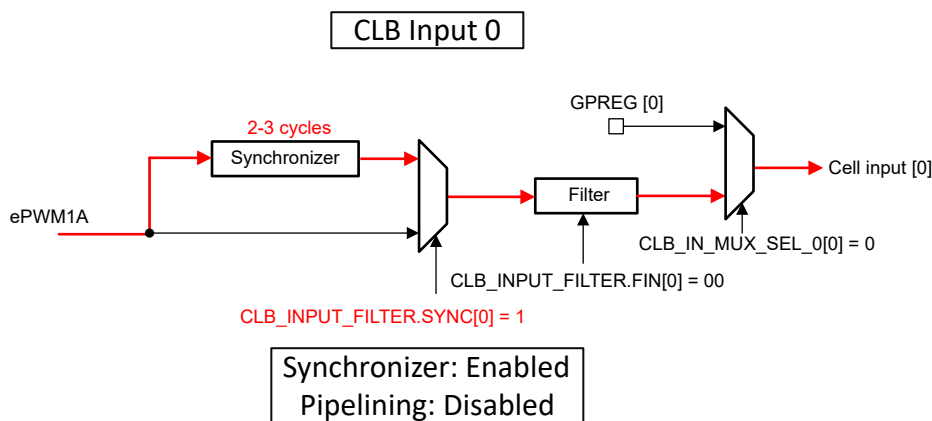 CLB Input 0
GPREG [0]
2-3 cycles
Synchronizer
Cell input [0]
Filter
ePWM1A
CLB_IN_MUX_SEL_0[0] = 0
CLB_INPUT_FILTER.FIN[0] = 00
CLB_INPUT_FILTER.SYNC[0] = 1
Synchronizer: Enabled
Pipelining: Disabled